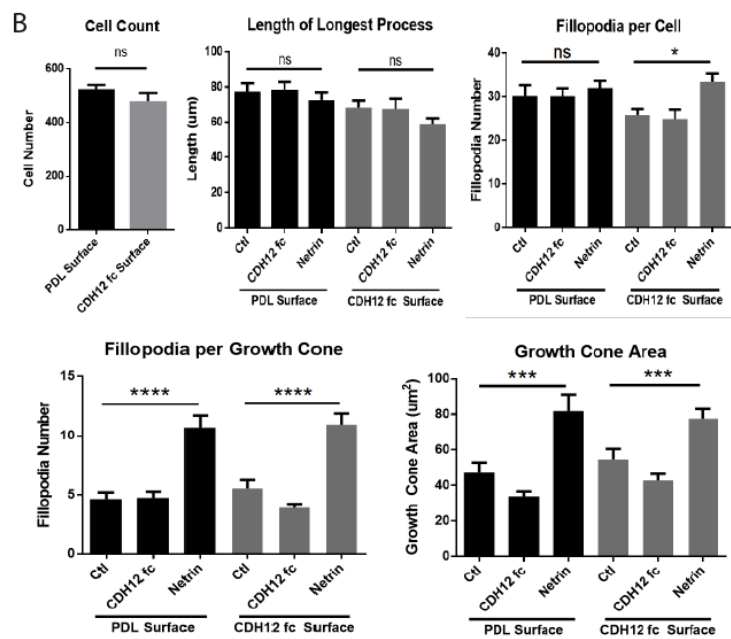 B
Cell Count
ns
Cell Number
600
400
200
0
PDL Surface
CDH12 fc Surface
Length of Longest Process
ns ns
Length (um)
100
80
60
40
20
0
Ctl CDH12 fc Netrin Ctl CDH12 fc Netrin
PDL Surface CDH12 fc Surface
Fillopodia per Cell
ns *
Fillopodia Number
40
30
20
10
0
Ctl CDH12 fc Netrin Ctl CDH12 fc Netrin
PDL Surface CDH12 fc Surface
Fillopodia per Growth Cone
**** ****
Fillopodia Number
15
10
5
0
Ctl CDH12 fc Netrin Ctl CDH12 fc Netrin
PDL Surface CDH12 fc Surface
Growth Cone Area
*** ***
Growth Cone Area (um²)
100
80
60
40
20
0
Ctl CDH12 fc Netrin Ctl CDH12 fc Netrin
PDL Surface CDH12 fc Surface